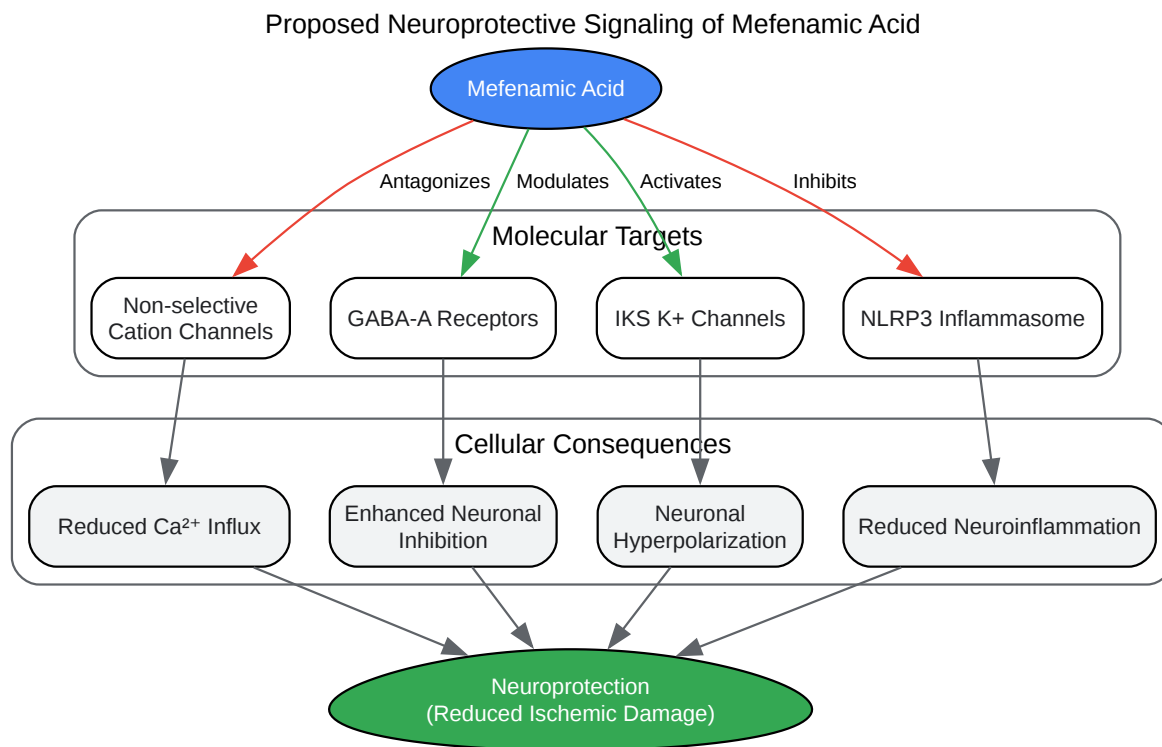 Proposed Neuroprotective Signaling of Mefenamic Acid
Mefenamic Acid
Antagonizes
Modulates
Activates
Inhibits
Molecular Targets
Non-selective
Cation Channels
GABA-A Receptors
IKS K+ Channels
NLRP3 Inflammasome
Cellular Consequences
Reduced Ca²⁺ Influx
Enhanced Neuronal
Inhibition
Neuronal
Hyperpolarization
Reduced Neuroinflammation
Neuroprotection
(Reduced Ischemic Damage)